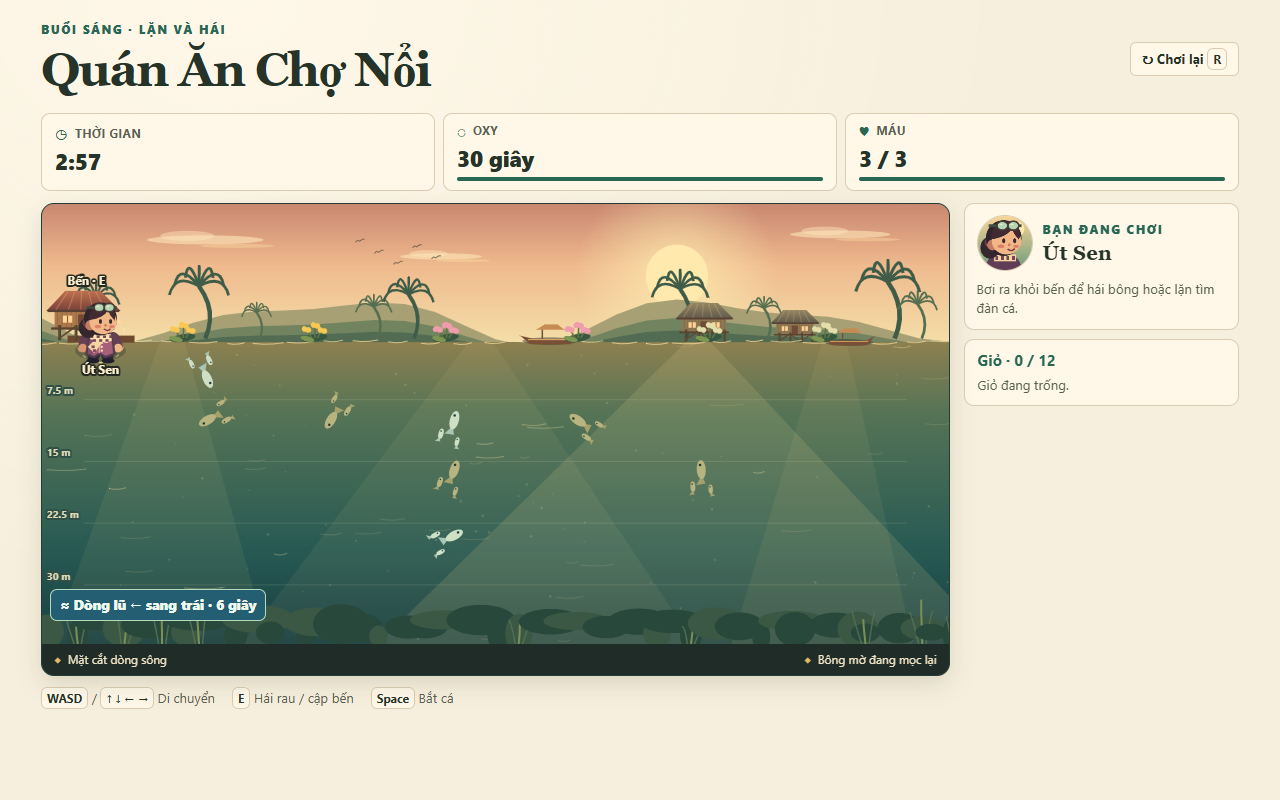 BUỔI SÁNG · LẶN VÀ HÁI
Quán Ăn Chợ Nổi
↻ Chơi lại R
THỜI GIAN
2:57
OXY
30 giây
MÁU
3 / 3
Bến · E
Út Sen
7.5 m
15 m
22.5 m
30 m
≈ Dòng lũ ← sang trái · 6 giây
Mặt cắt dòng sông
Bông mờ đang mọc lại
BẠN ĐANG CHƠI
Út Sen
Bơi ra khỏi bến để hái bông hoặc lặn tìm
đàn cá.
Giỏ · 0 / 12
Giỏ đang trống.
WASD / ↑↓←→ Di chuyển E Hái rau / cập bến Space Bắt cá